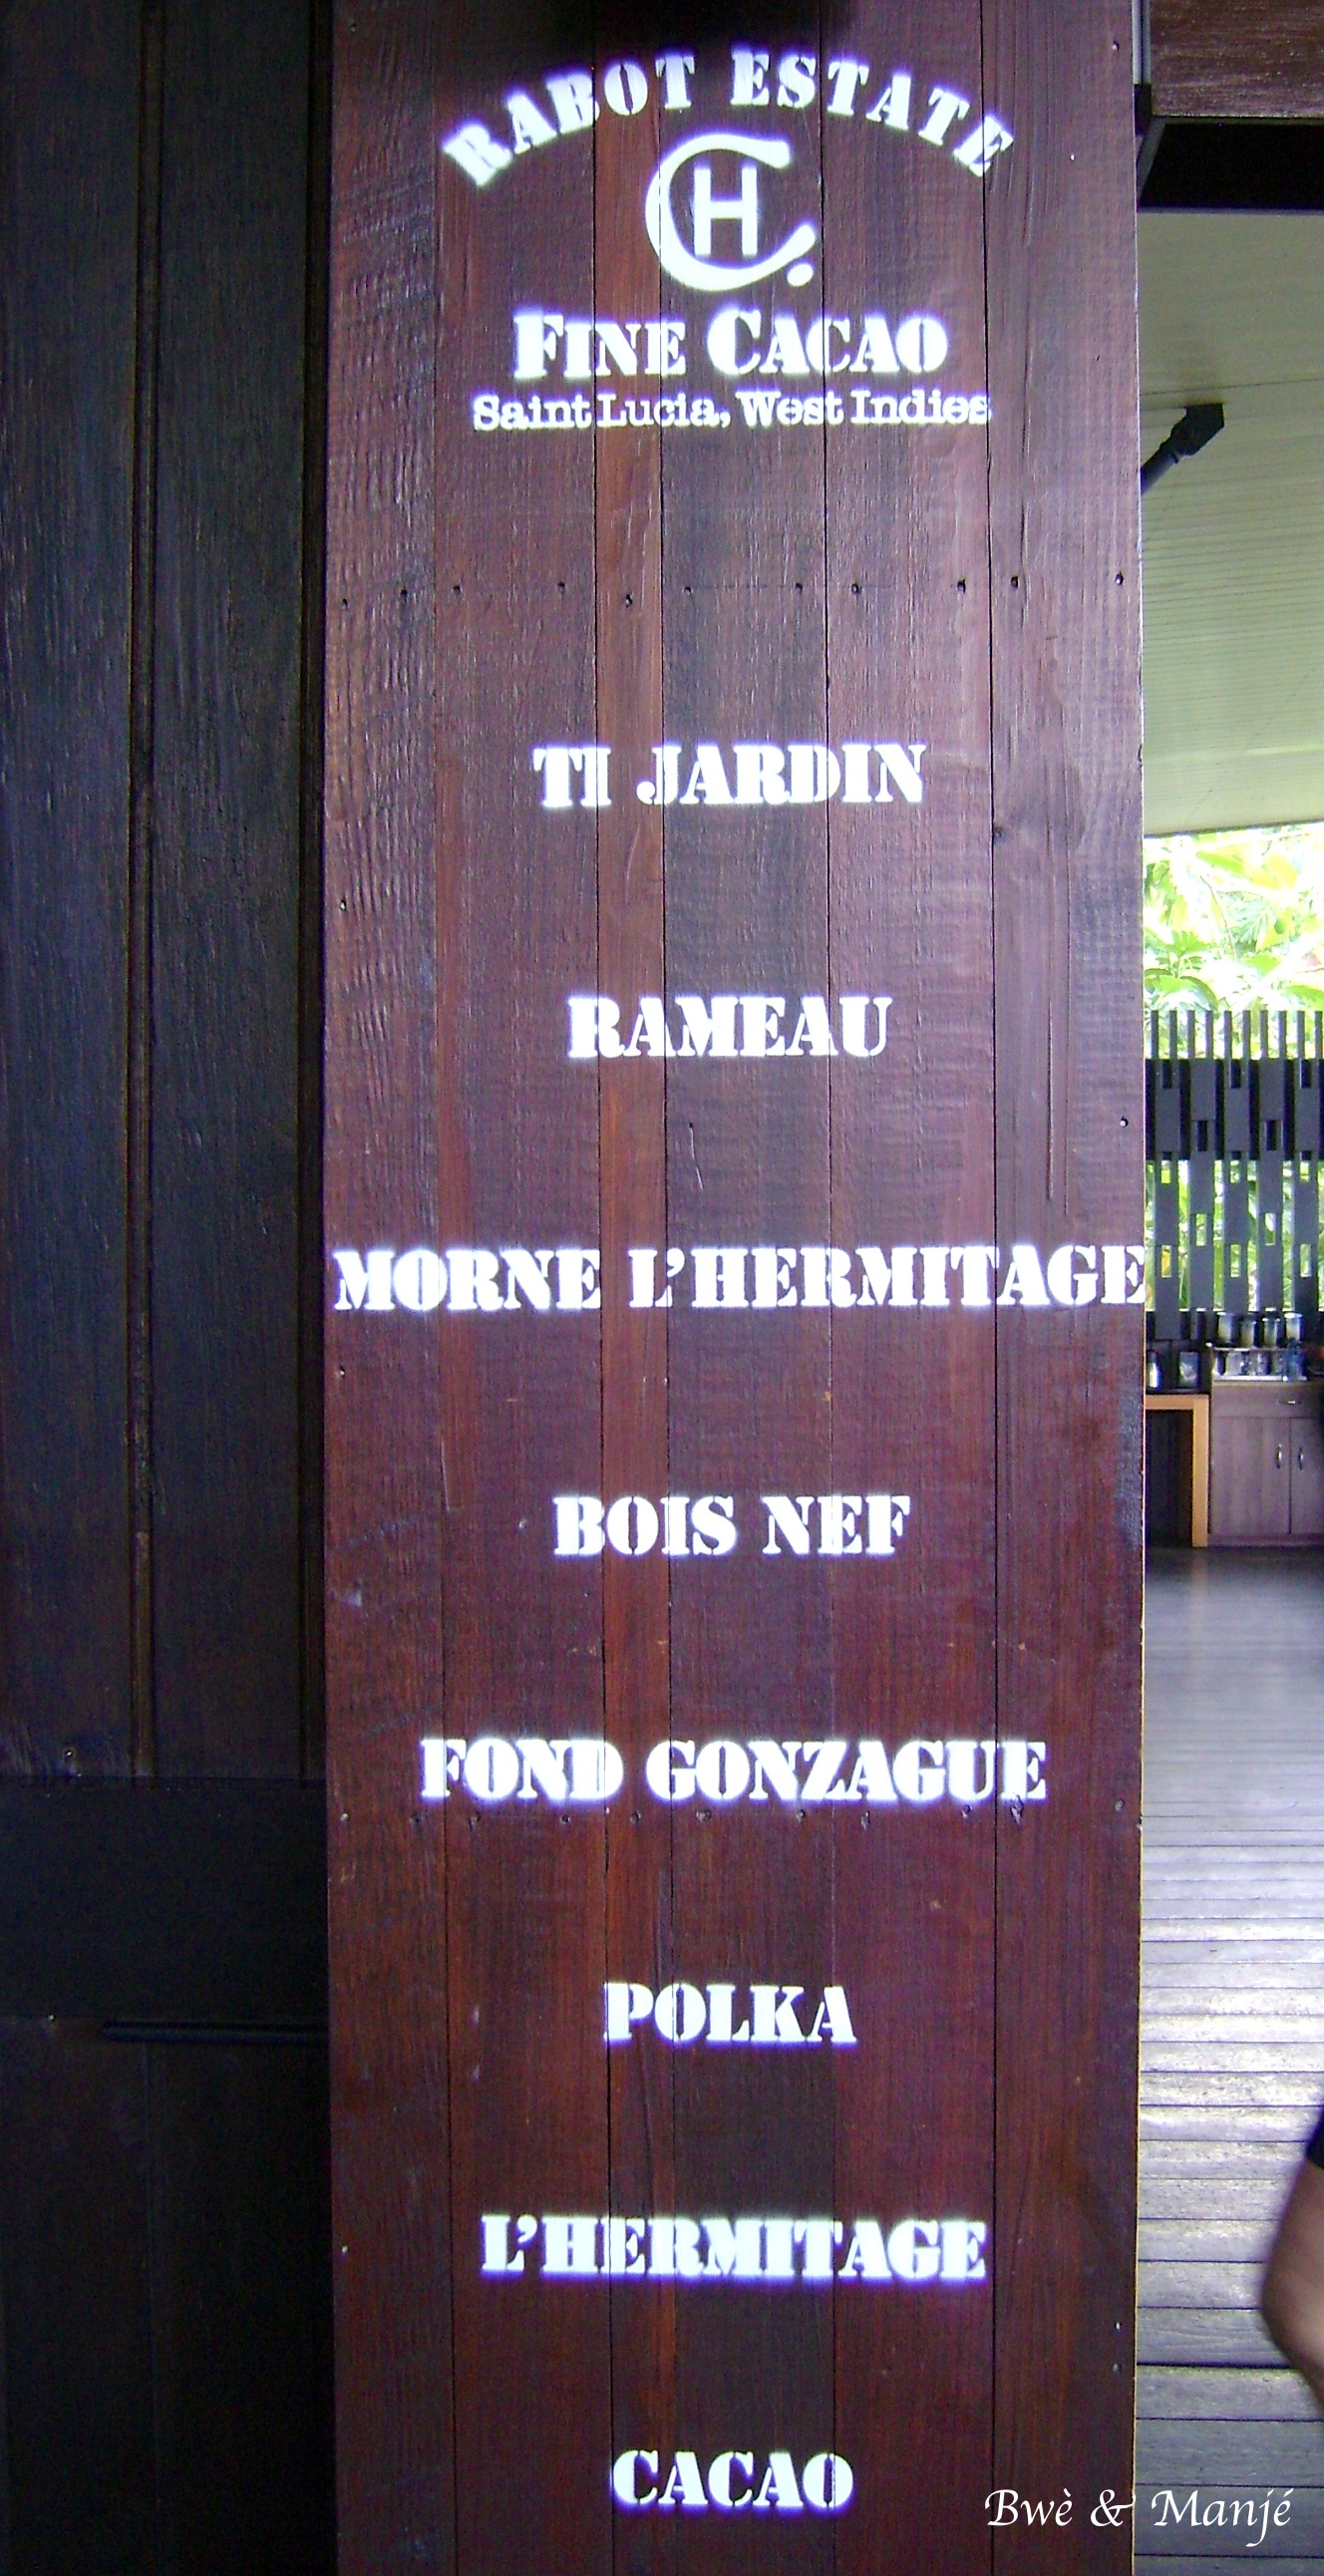 RABOT ESTATE
HC.
FINE CACAO
Saint Lucia, West Indies
TI JARDIN
RAMEAU
MORNE L'HERMITAGE
BOIS NEF
FOND GONZAGUE
POLKA
L'HERMITAGE
CACAO
Bwè & Manjé